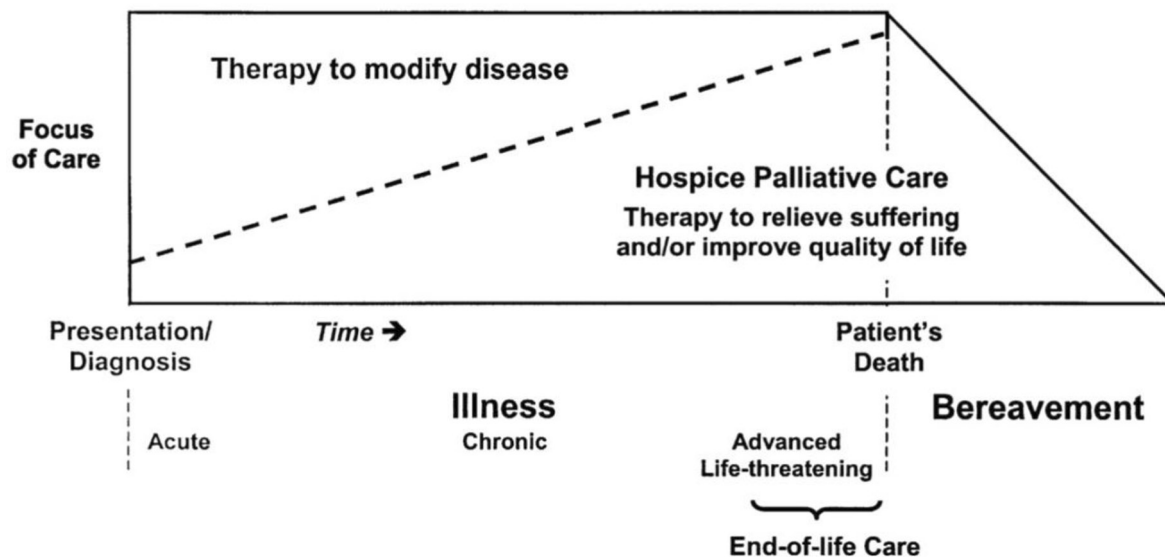 Therapy to modify disease
Focus
of Care
Hospice Palliative Care
Therapy to relieve suffering
and/or improve quality of life
Presentation/
Diagnosis
Time ➔
Patient's
Death
Illness
Bereavement
Acute
Chronic
Advanced
Life-threatening
End-of-life Care